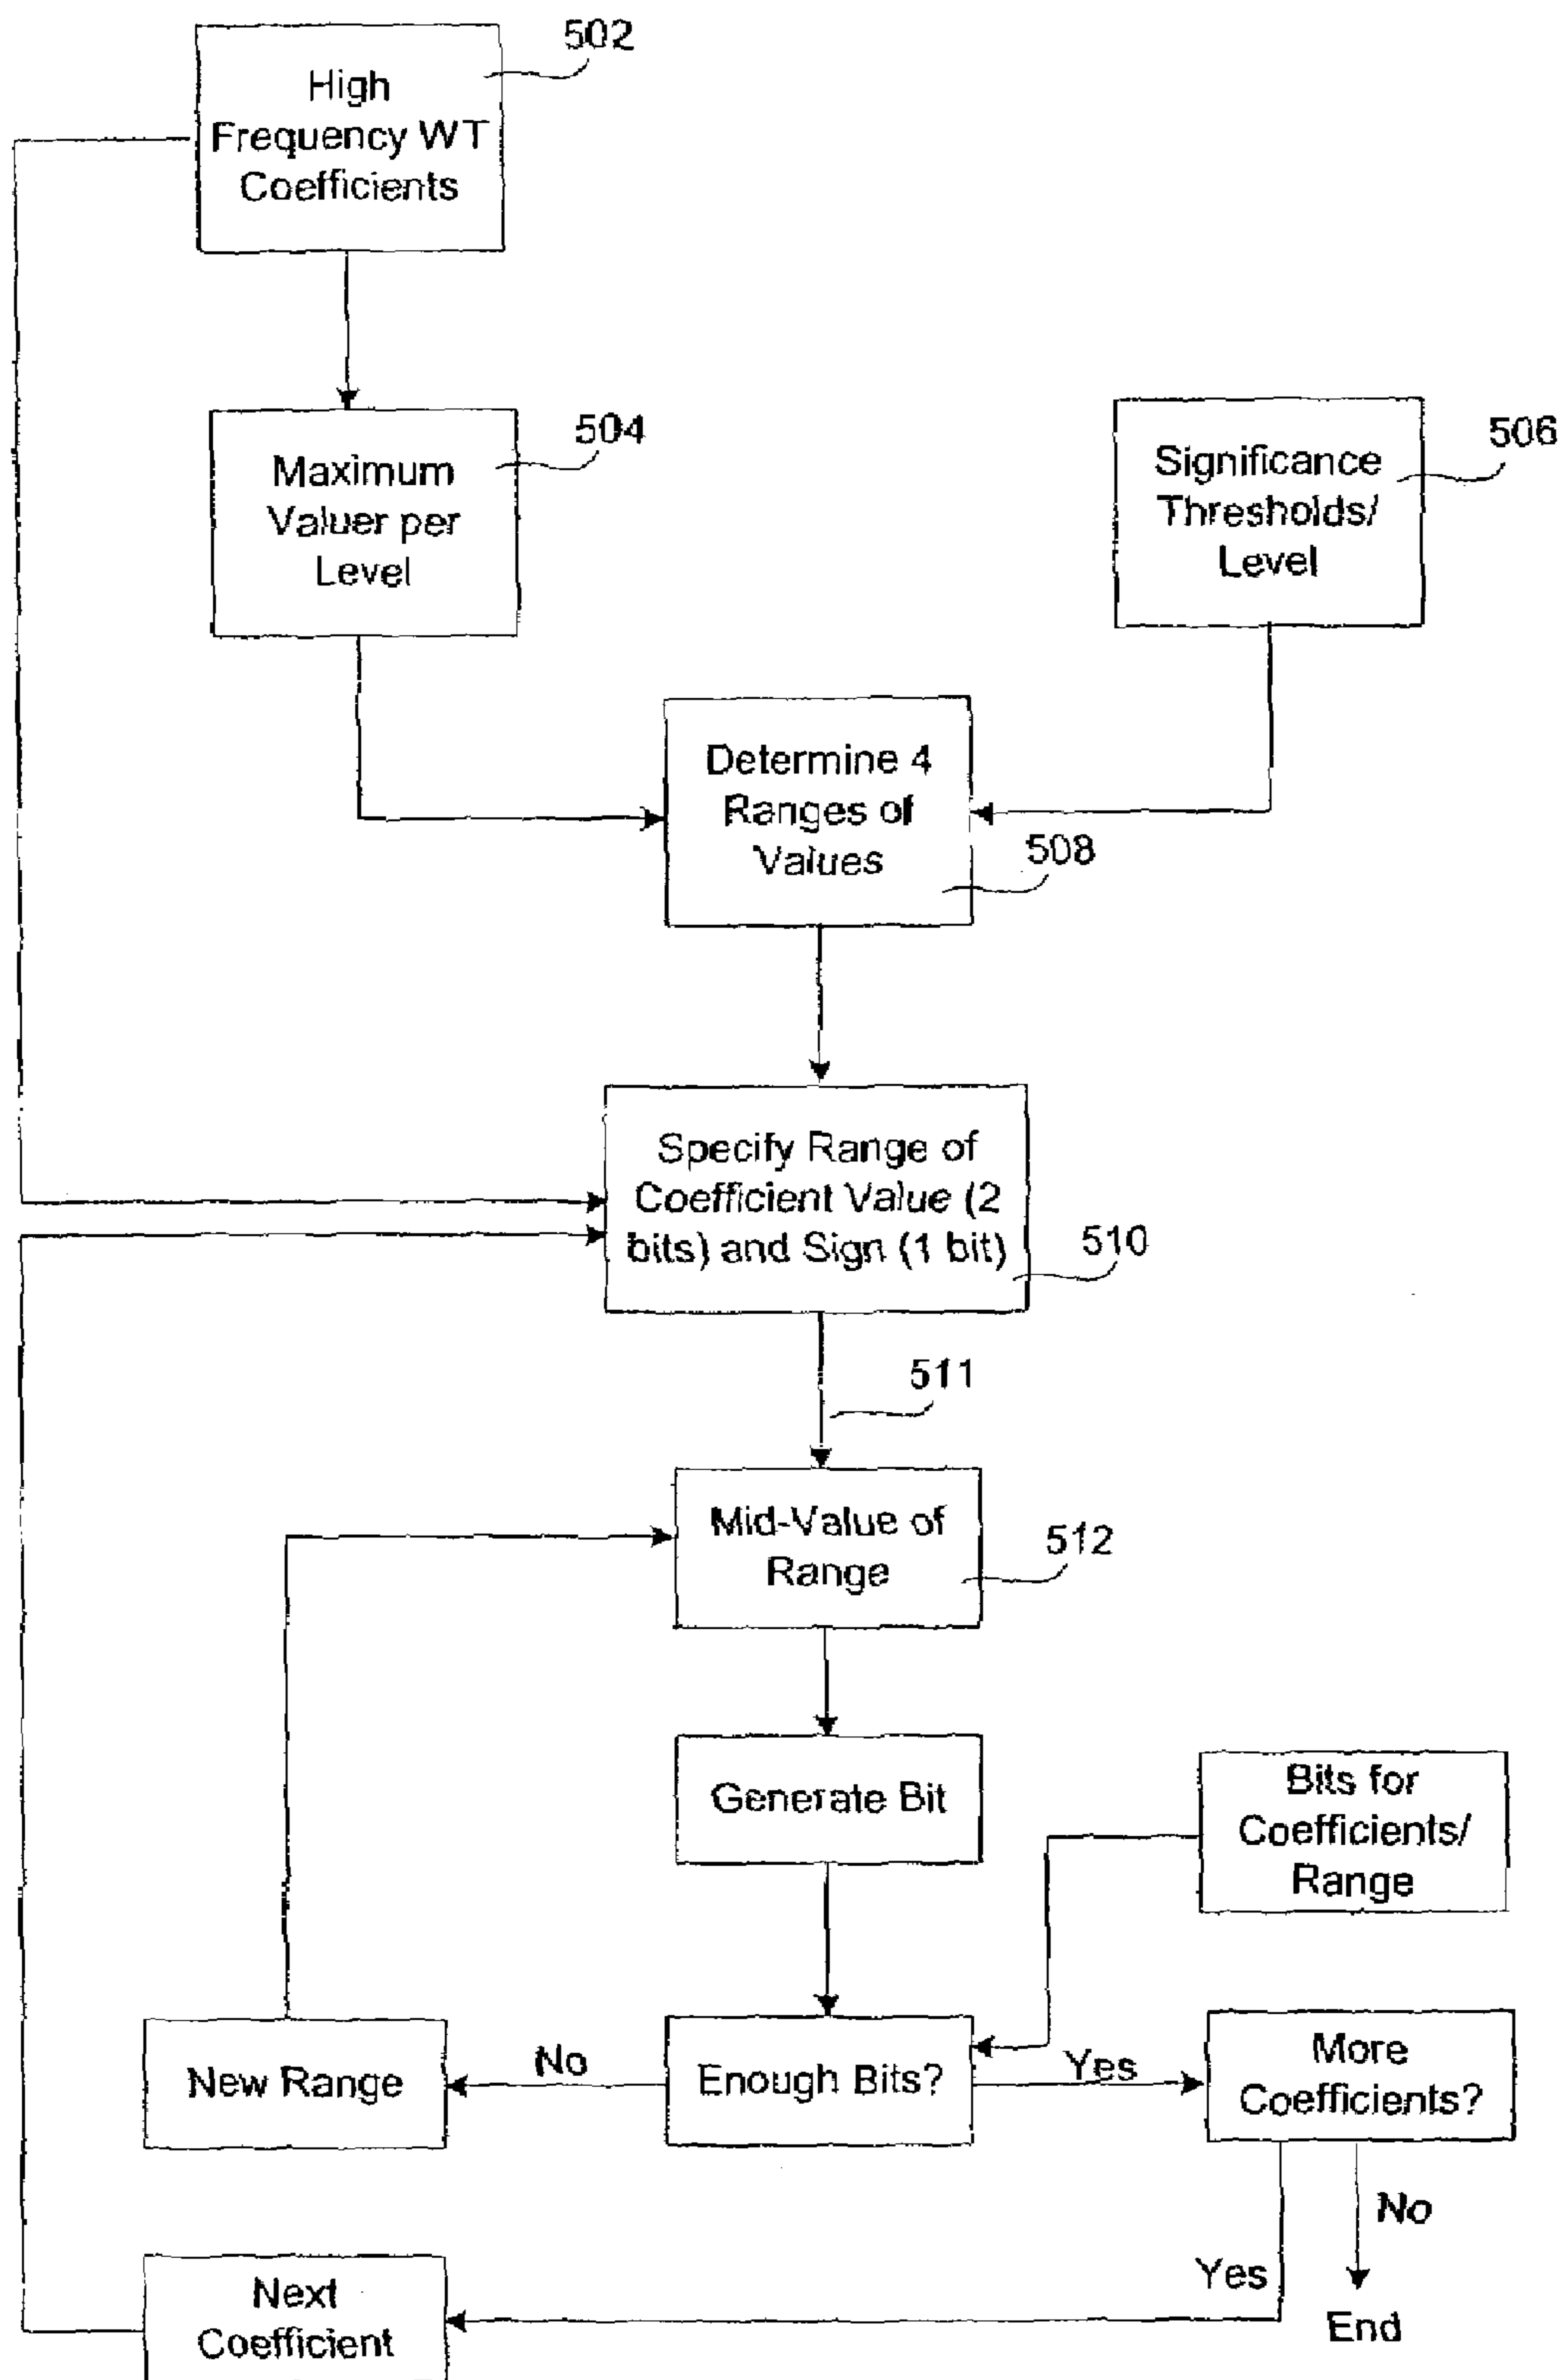 502
High
Frequency WT
Coefficients
504
Maximum
Valuer per
Level
506
Significance
Thresholds/
Level
Determine 4
Ranges of
Values
508
Specify Range of
Coefficient Value (2
bits) and Sign (1 bit)
510
511
Mid-Value of
Range
512
Generate Bit
Bits for
Coefficients/
Range
New Range
No
Enough Bits?
Yes
More
Coefficients?
No
Yes
End
Next
Coefficient